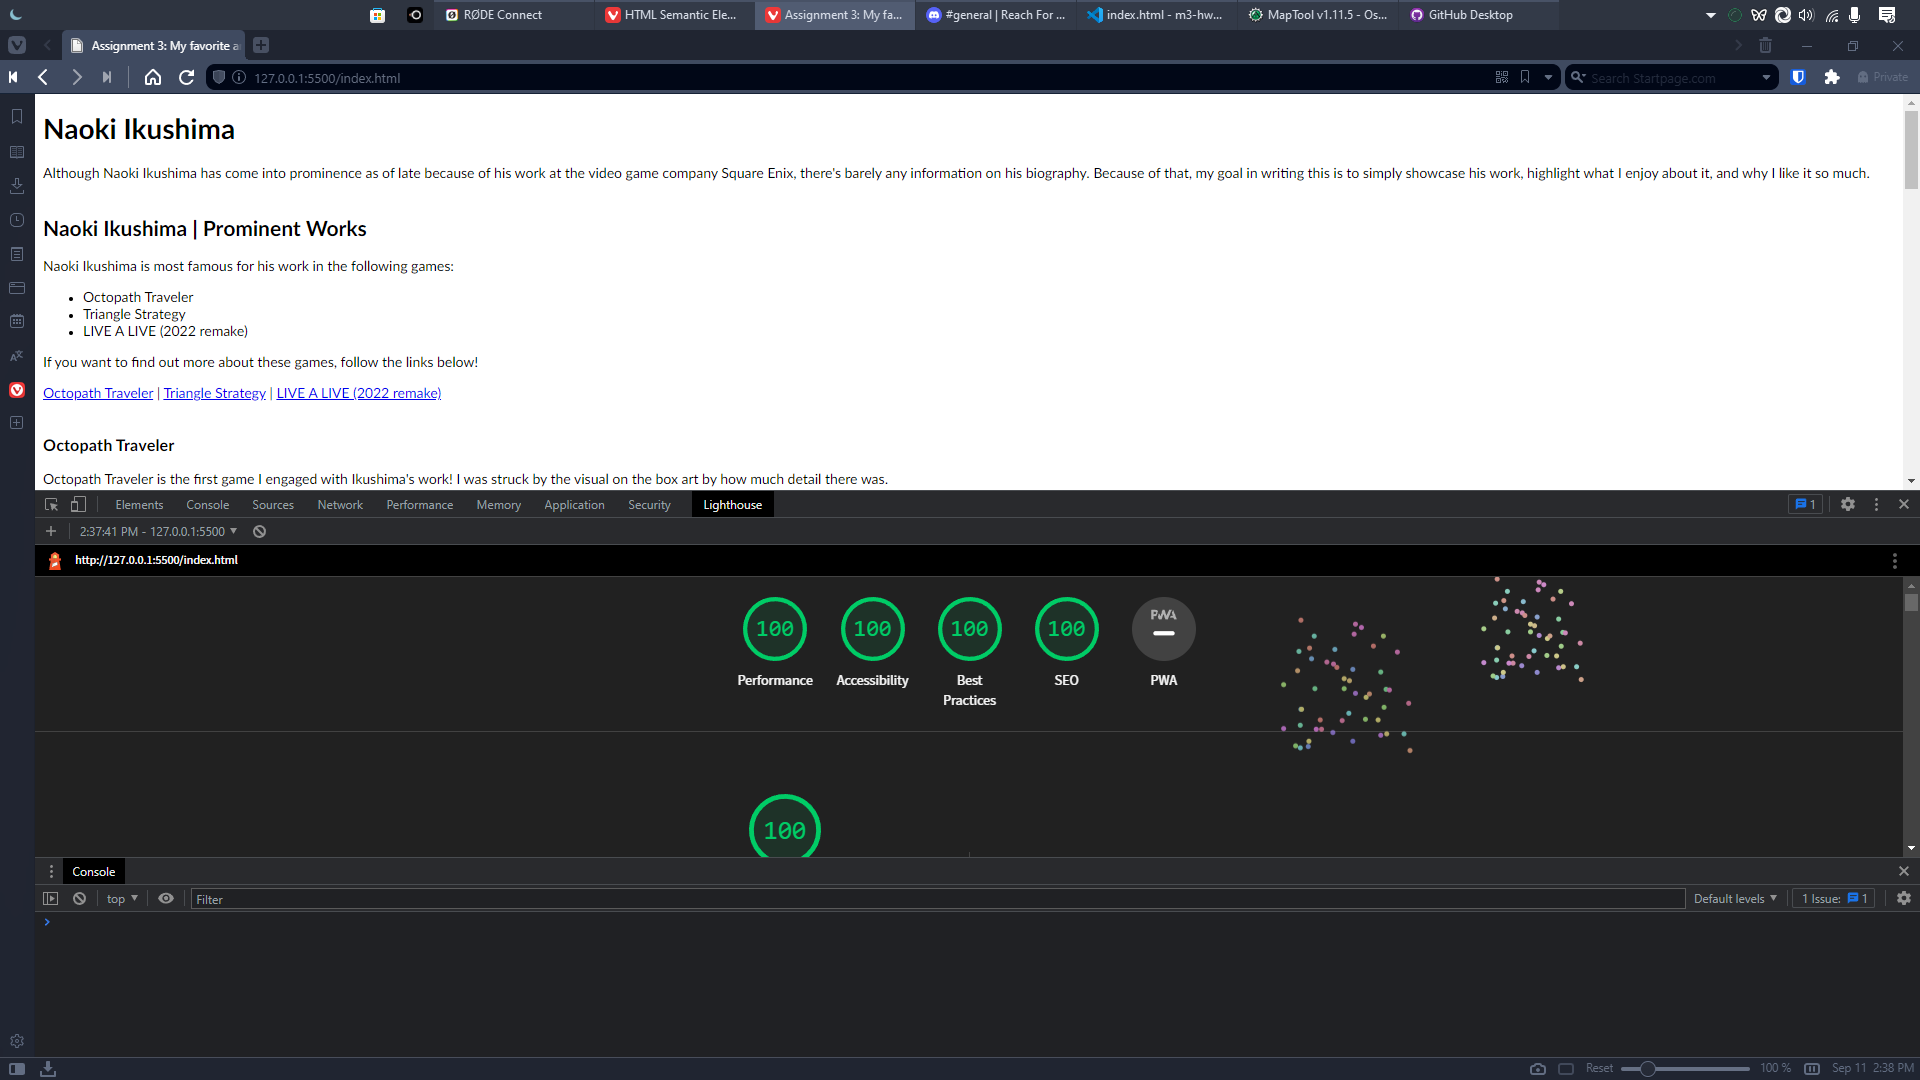 RØDE Connect
HTML Semantic Ele...
Assignment 3: My fa...
#general | Reach For ...
index.html - m3-hw...
MapTool v1.11.5 - Os...
GitHub Desktop
Assignment 3: My favorite a
127.0.0.1:5500/index.html
Search Startpage.com
Private
Naoki Ikushima
Although Naoki Ikushima has come into prominence as of late because of his work at the video game company Square Enix, there's barely any information on his biography. Because of that, my goal in writing this is to simply showcase his work, highlight what I enjoy about it, and why I like it so much.
Naoki Ikushima | Prominent Works
Naoki Ikushima is most famous for his work in the following games:
• Octopath Traveler
• Triangle Strategy
• LIVE A LIVE (2022 remake)
If you want to find out more about these games, follow the links below!
Octopath Traveler | Triangle Strategy | LIVE A LIVE (2022 remake)
Octopath Traveler
Octopath Traveler is the first game I engaged with Ikushima's work! I was struck by the visual on the box art by how much detail there was.
Elements Console Sources Network Performance Memory Application Security Lighthouse 1
2:37:41 PM - 127.0.0.1:5500
http://127.0.0.1:5500/index.html
100 100 100 100 PWA
Performance Accessibility Best Practices SEO PWA
100
Console
top Filter Default levels 1 Issue: 1
Reset 100 % Sep 11 2:38 PM